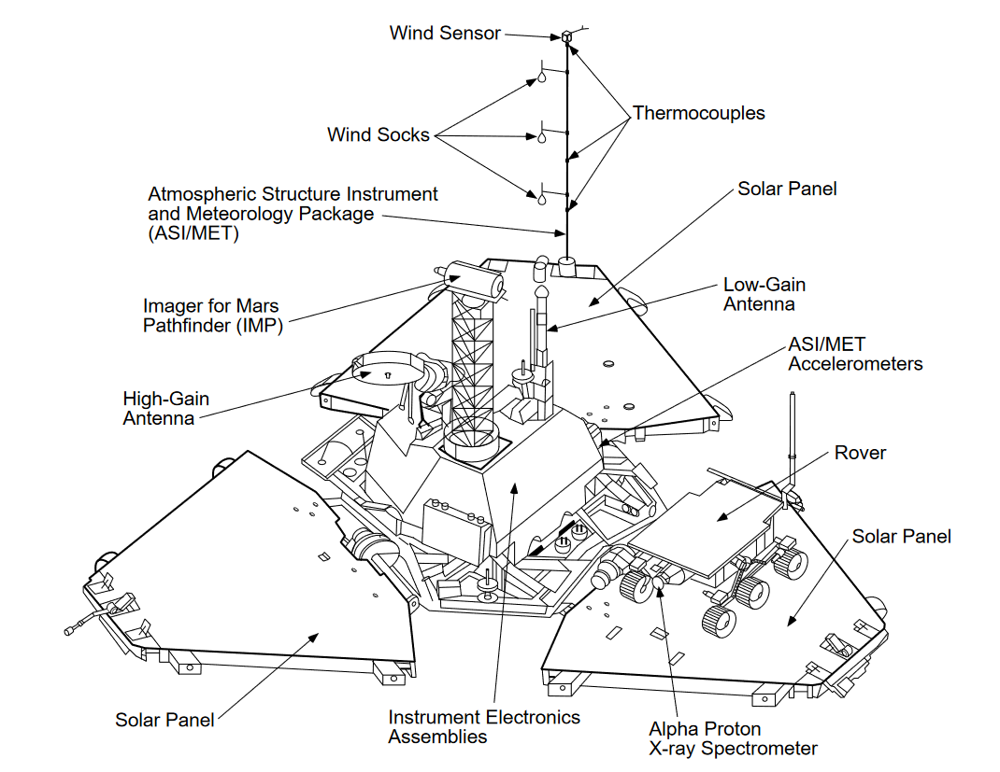 Wind Sensor
Thermocouples
Wind Socks
Solar Panel
Atmospheric Structure Instrument
and Meteorology Package
(ASI/MET)
Low-Gain
Antenna
Imager for Mars
Pathfinder (IMP)
ASI/MET
Accelerometers
High-Gain
Antenna
Rover
Solar Panel
Solar Panel
Instrument Electronics
Assemblies
Alpha Proton
X-ray Spectrometer